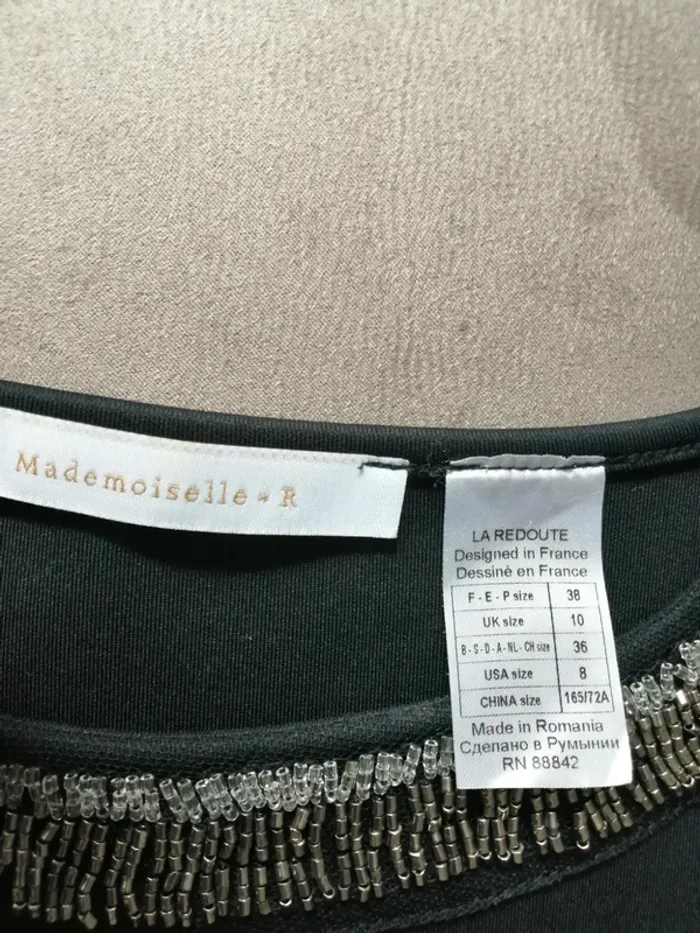 Mademoiselle * R
LA REDOUTE
Designed in France
Dessiné en France
F - E - P size 38
UK size 10
B - S - D - A - NL - CH size 36
USA size 8
CHINA size 165/72A
Made in Romania
Сделано в Румынии
RN 88842